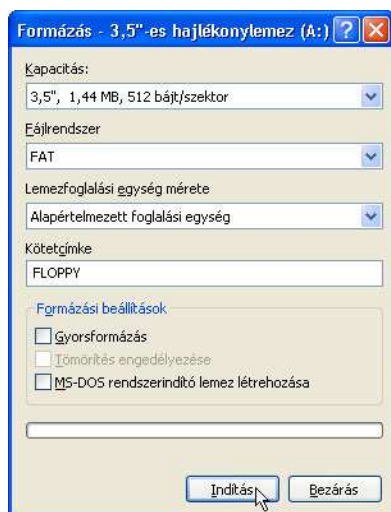 Formázás - 3,5"-es hajlékonylemez (A:)
Kapacitás:
3,5", 1,44 MB, 512 bájt/szektor
Fájlrendszer
FAT
Lemezfoglalási egység mérete
Alapértelmezett foglalási egység
Kötetcímke
FLOPPY
Formázási beállítások
Gyorsformázás
Tömörítés engedélyezése
MS-DOS rendszerindító lemez létrehozása
Indítás Bezárás